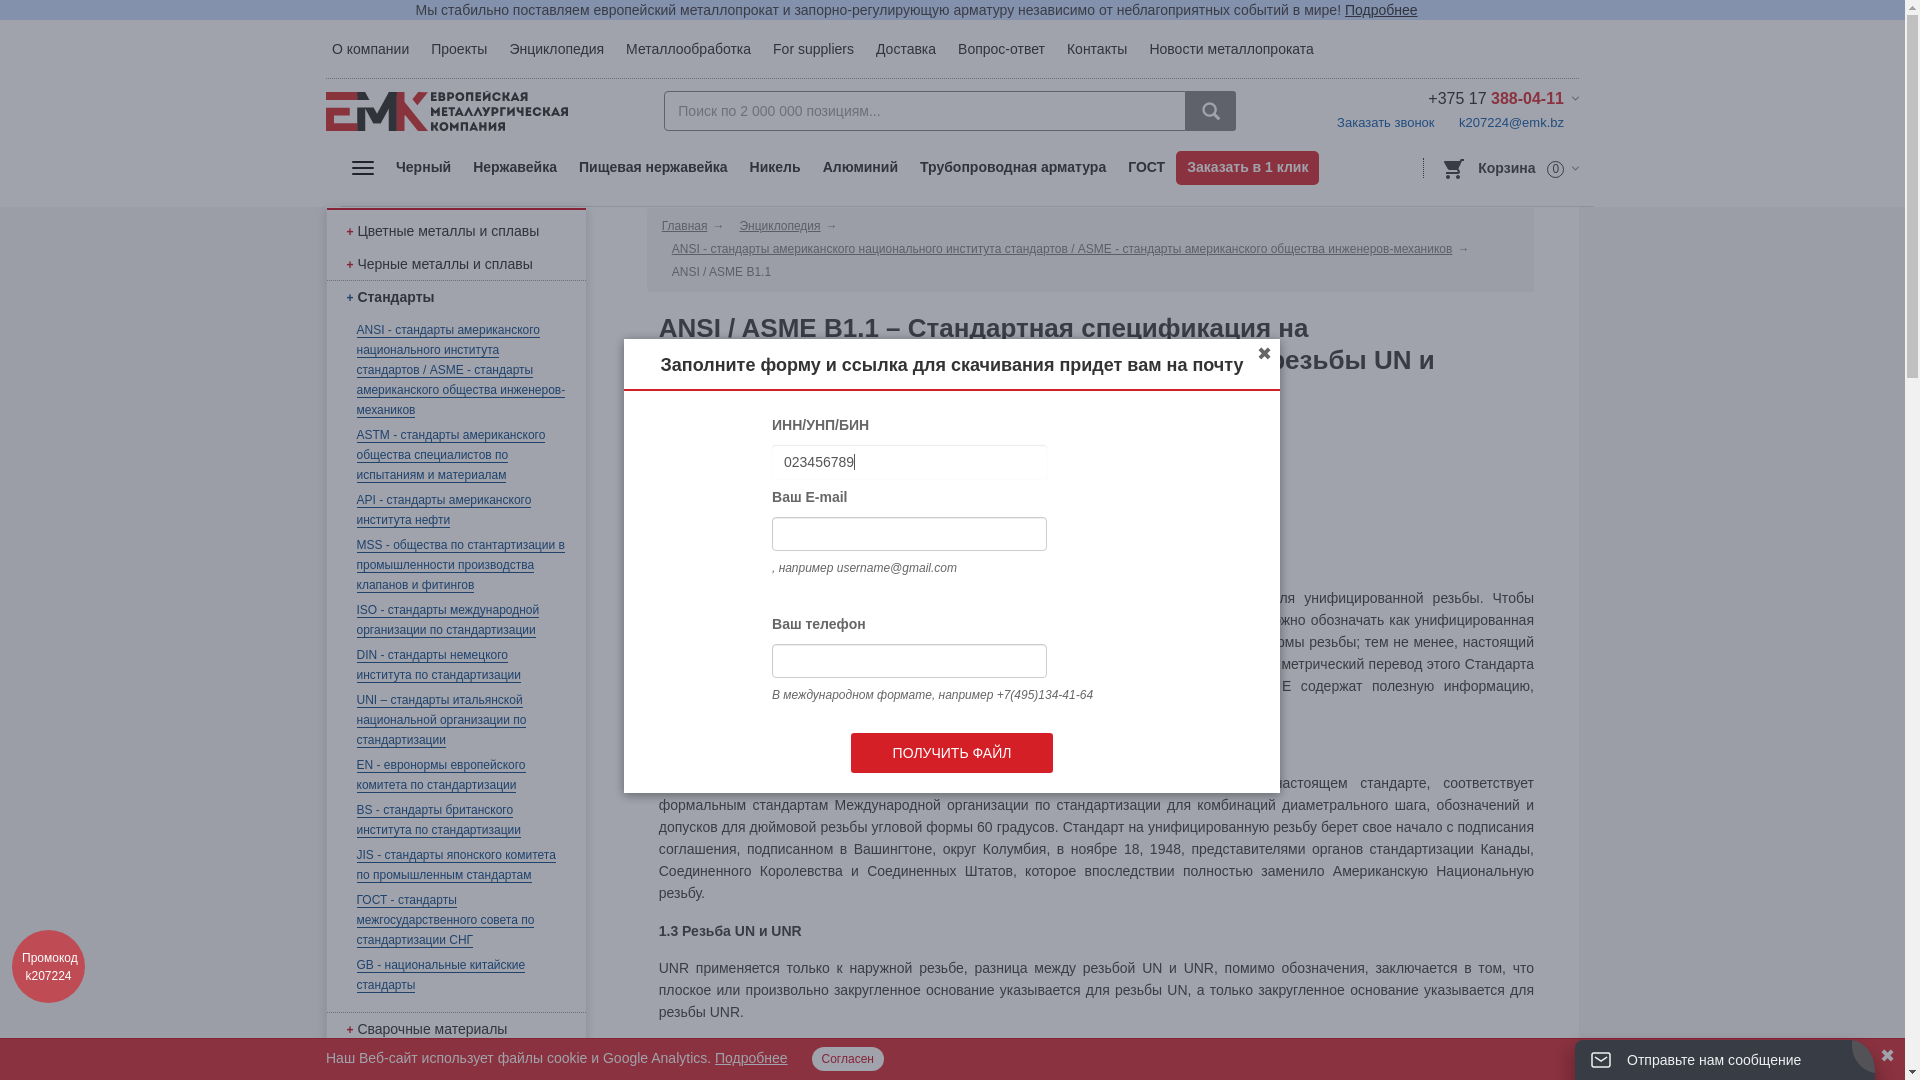 Мы стабильно поставляем европейский металлопрокат и запорно-регулирующую арматуру независимо от неблагоприятных событий в мире! Подробнее
О компании Проекты Энциклопедия Металлообработка For suppliers Доставка Вопрос-ответ Контакты Новости металлопроката
ЕМК ЕВРОПЕЙСКАЯ
МЕТАЛЛУРГИЧЕСКАЯ
КОМПАНИЯ
Поиск по 2 000 000 позициям...
+375 17 388-04-11
Заказать звонок k207224@emk.bz
Черный Нержавейка Пищевая нержавейка Никель Алюминий Трубопроводная арматура ГОСТ Заказать в 1 клик Корзина 0
+ Цветные металлы и сплавы
+ Черные металлы и сплавы
+ Стандарты
ANSI - стандарты американского
национального института
стандартов / ASME - стандарты
американского общества инженеров-
механиков
ASTM - стандарты американского
общества специалистов по
испытаниям и материалам
API - стандарты американского
института нефти
MSS - общества по стантартизации в
промышленности производства
клапанов и фитингов
ISO - стандарты международной
организации по стандартизации
DIN - стандарты немецкого
института по стандартизации
UNI – стандарты итальянской
национальной организации по
стандартизации
EN - евронормы европейского
комитета по стандартизации
BS - стандарты британского
института по стандартизации
JIS - стандарты японского комитета
по промышленным стандартам
ГОСТ - стандарты
межгосударственного совета по
стандартизации СНГ
GB - национальные китайские
стандарты
+ Сварочные материалы
Главная → Энциклопедия →
ANSI - стандарты американского национального института стандартов / ASME - стандарты американского общества инженеров-механиков →
ANSI / ASME B1.1
ANSI / ASME B1.1 – Стандартная спецификация на
резьбы UN и
Заполните форму и ссылка для скачивания придет вам на почту
✖
ИНН/УНП/БИН
023456789
Ваш E-mail
, например username@gmail.com
Ваш телефон
В международном формате, например +7(495)134-41-64
ПОЛУЧИТЬ ФАЙЛ
унифицированной резьбы. Чтобы
обозначать как унифицированная
резьбы; тем не менее, настоящий
метрический перевод этого Стандарта
E содержат полезную информацию,
настоящем стандарте, соответствует
формальным стандартам Международной организации по стандартизации для комбинаций диаметрального шага, обозначений и
допусков для дюймовой резьбы угловой формы 60 градусов. Стандарт на унифицированную резьбу берет свое начало с подписания
соглашения, подписанном в Вашингтоне, округ Колумбия, в ноябре 18, 1948, представителями органов стандартизации Канады,
Соединенного Королевства и Соединенных Штатов, которое впоследствии полностью заменило Американскую Национальную
резьбу.
1.3 Резьба UN и UNR
UNR применяется только к наружной резьбе, разница между резьбой UN и UNR, помимо обозначения, заключается в том, что
плоское или произвольно закругленное основание указывается для резьбы UN, а только закругленное основание указывается для
резьбы UNR.
Промокод
k207224
Наш Веб-сайт использует файлы cookie и Google Analytics. Подробнее Согласен
Отправьте нам сообщение
✖